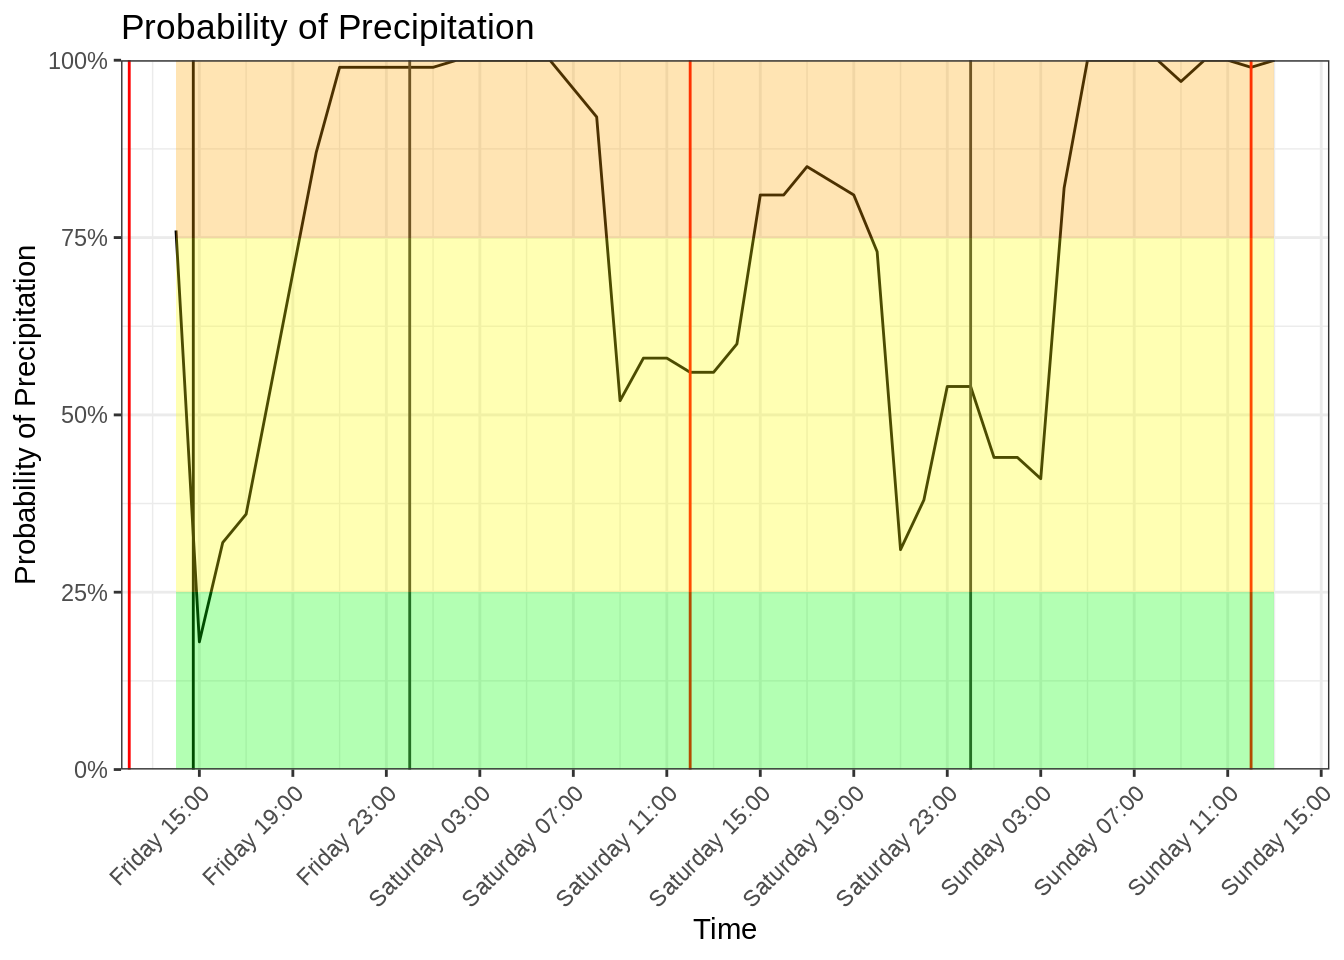 Probability of Precipitation
100%
75%
50%
25%
0%
Probability of Precipitation
Friday 15:00
Friday 19:00
Friday 23:00
Saturday 03:00
Saturday 07:00
Saturday 11:00
Saturday 15:00
Saturday 19:00
Saturday 23:00
Sunday 03:00
Sunday 07:00
Sunday 11:00
Sunday 15:00
Time